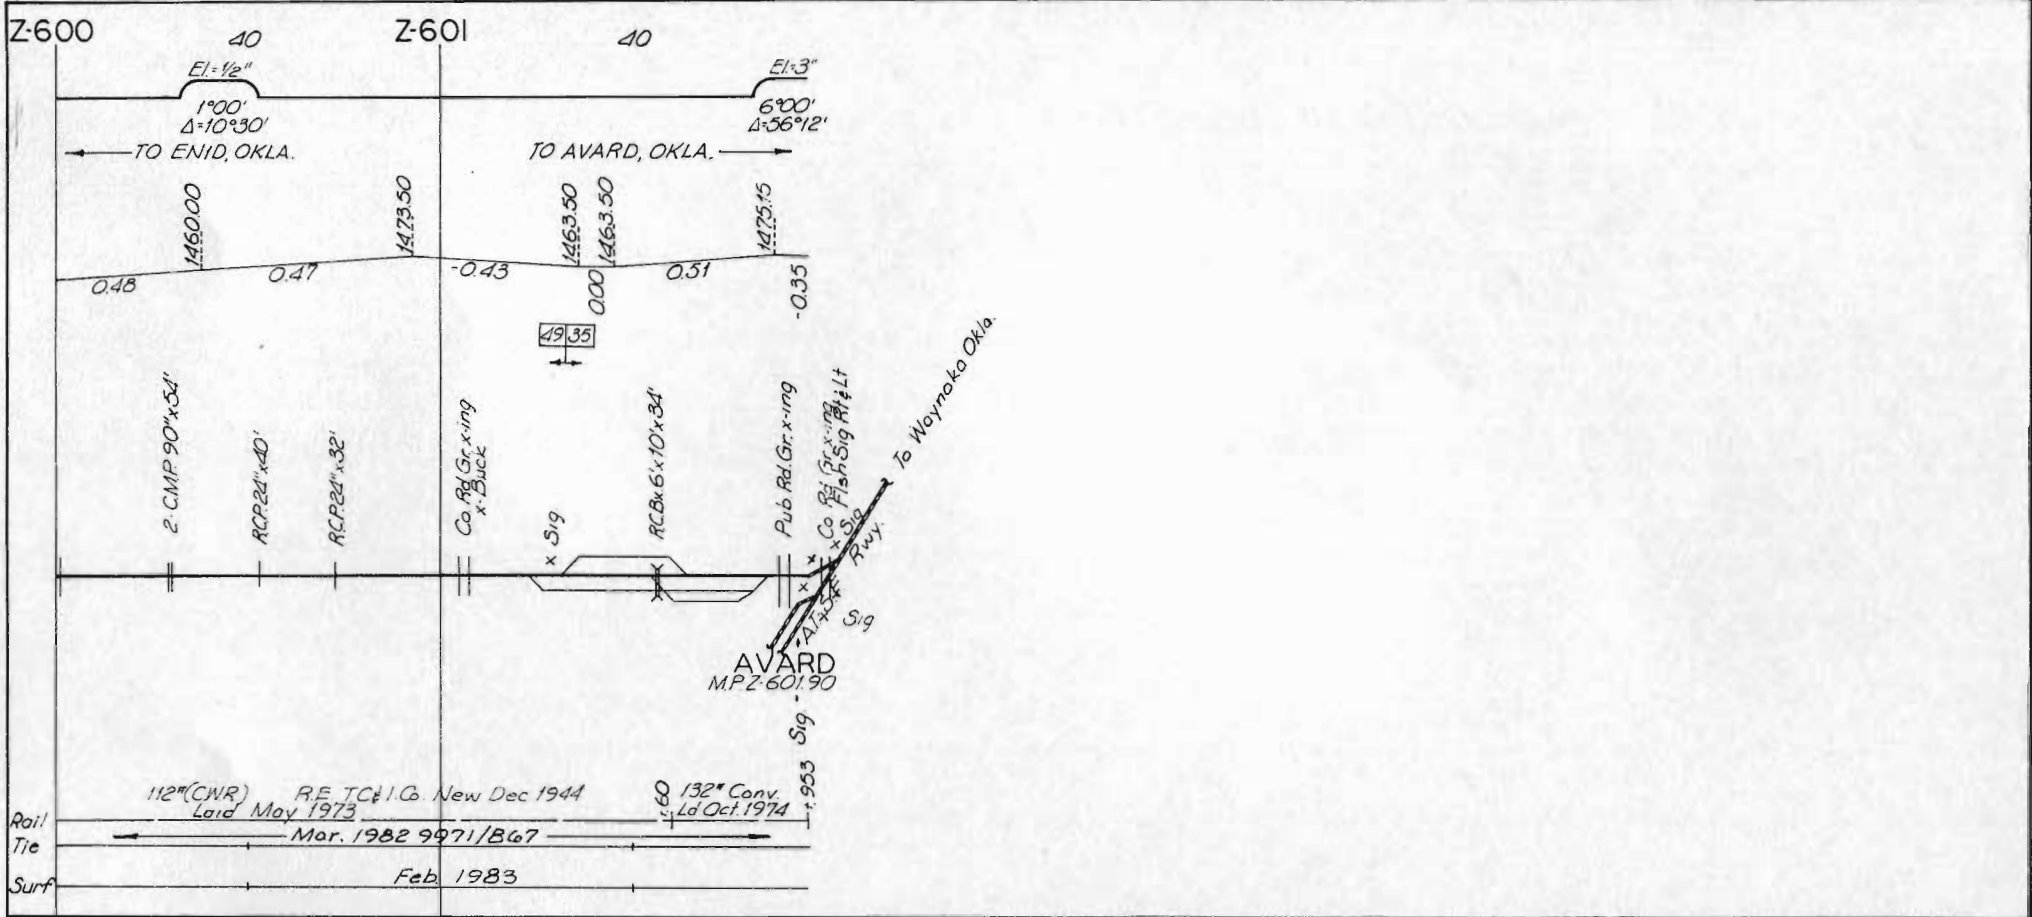 Z-600
40
Z-601
40
El.=1/2"
El.=3"
1°00'
Δ=10°30'
6°00'
Δ=56°12'
TO ENID, OKLA.
TO AVARD, OKLA.
1460.00
1473.50
1463.50
1463.50
1475.15
0.48
0.47
-0.43
0.00
0.51
-0.35
49 35
2-C.M.P. 90"x54'
R.C.P. 24"x40'
R.C.P. 24"x32'
Co. Rd. Gr. x-ing
x-Buck
x Sig
R.C.Bx 6'x10'x34'
Pub Rd. Gr. x-ing
Co Rd. Gr. x-ing
Flsh Sig Rt & Lt
x Sig
To Waynoka Okla.
A.T. & S.F. Rwy.
Sig
AVARD
M.P. Z-601.90
Sig
112#(CWR) R.E. T.C. & I. Co. New Dec 1944
Laid May 1973
.60
132# Conv.
Ld Oct. 1974
.953
Rail
Mar. 1982 9971/867
Tie
Feb. 1983
Surf